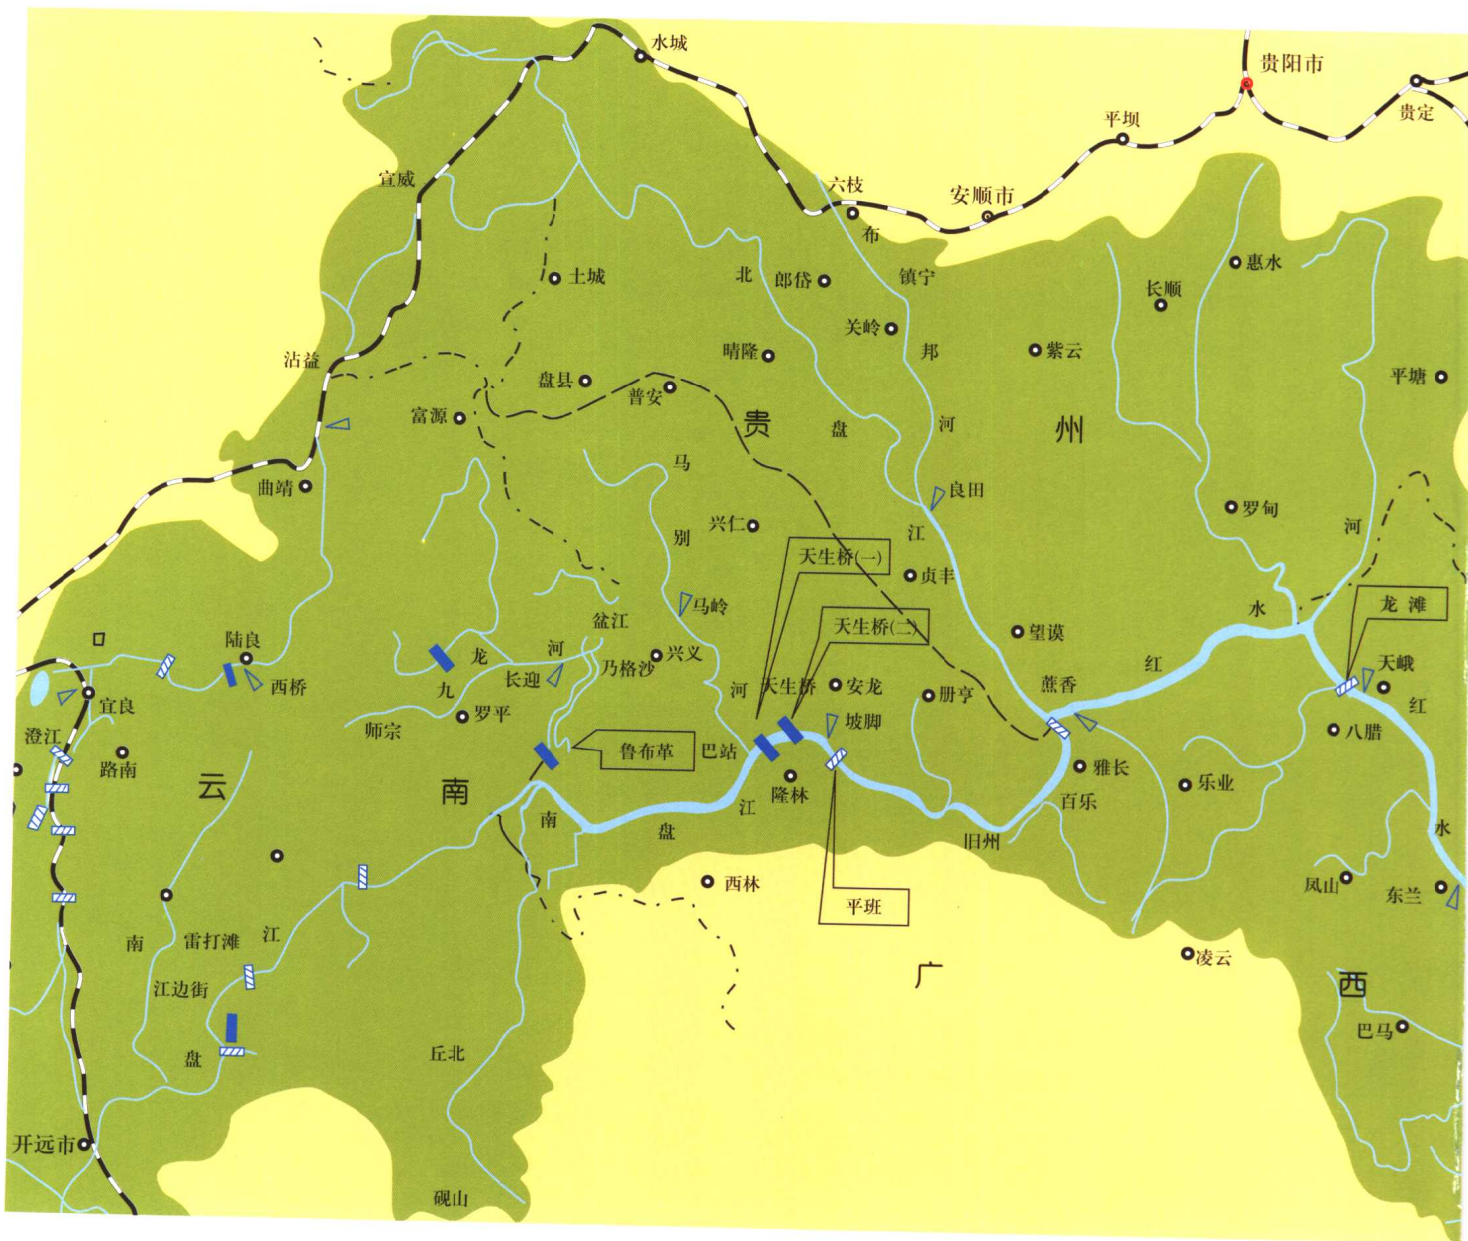 水城
贵阳市
贵定
平坝
宣威
六枝
安顺市
布
惠水
土城
北
郎岱
镇宁
长顺
关岭
沾益
晴隆
邦
紫云
盘县
普安
平塘
富源
贵
盘
河
州
马
曲靖
良田
兴仁
别
江
罗甸
河
天生桥(一)
贞丰
马岭
龙滩
盆江
天生桥(二)
水
陆良
龙
河
乃格沙
兴义
望谟
红
天峨
西桥
九
长迎
河
天生桥
安龙
册亨
蔗香
红
宜良
师宗
罗平
坡脚
八腊
澄江
路南
鲁布革
巴站
雅长
云
南
隆林
乐业
南
盘
江
百乐
水
旧州
西林
凤山
东兰
平班
南
雷打滩
江
凌云
广
江边街
西
盘
丘北
巴马
开远市
砚山